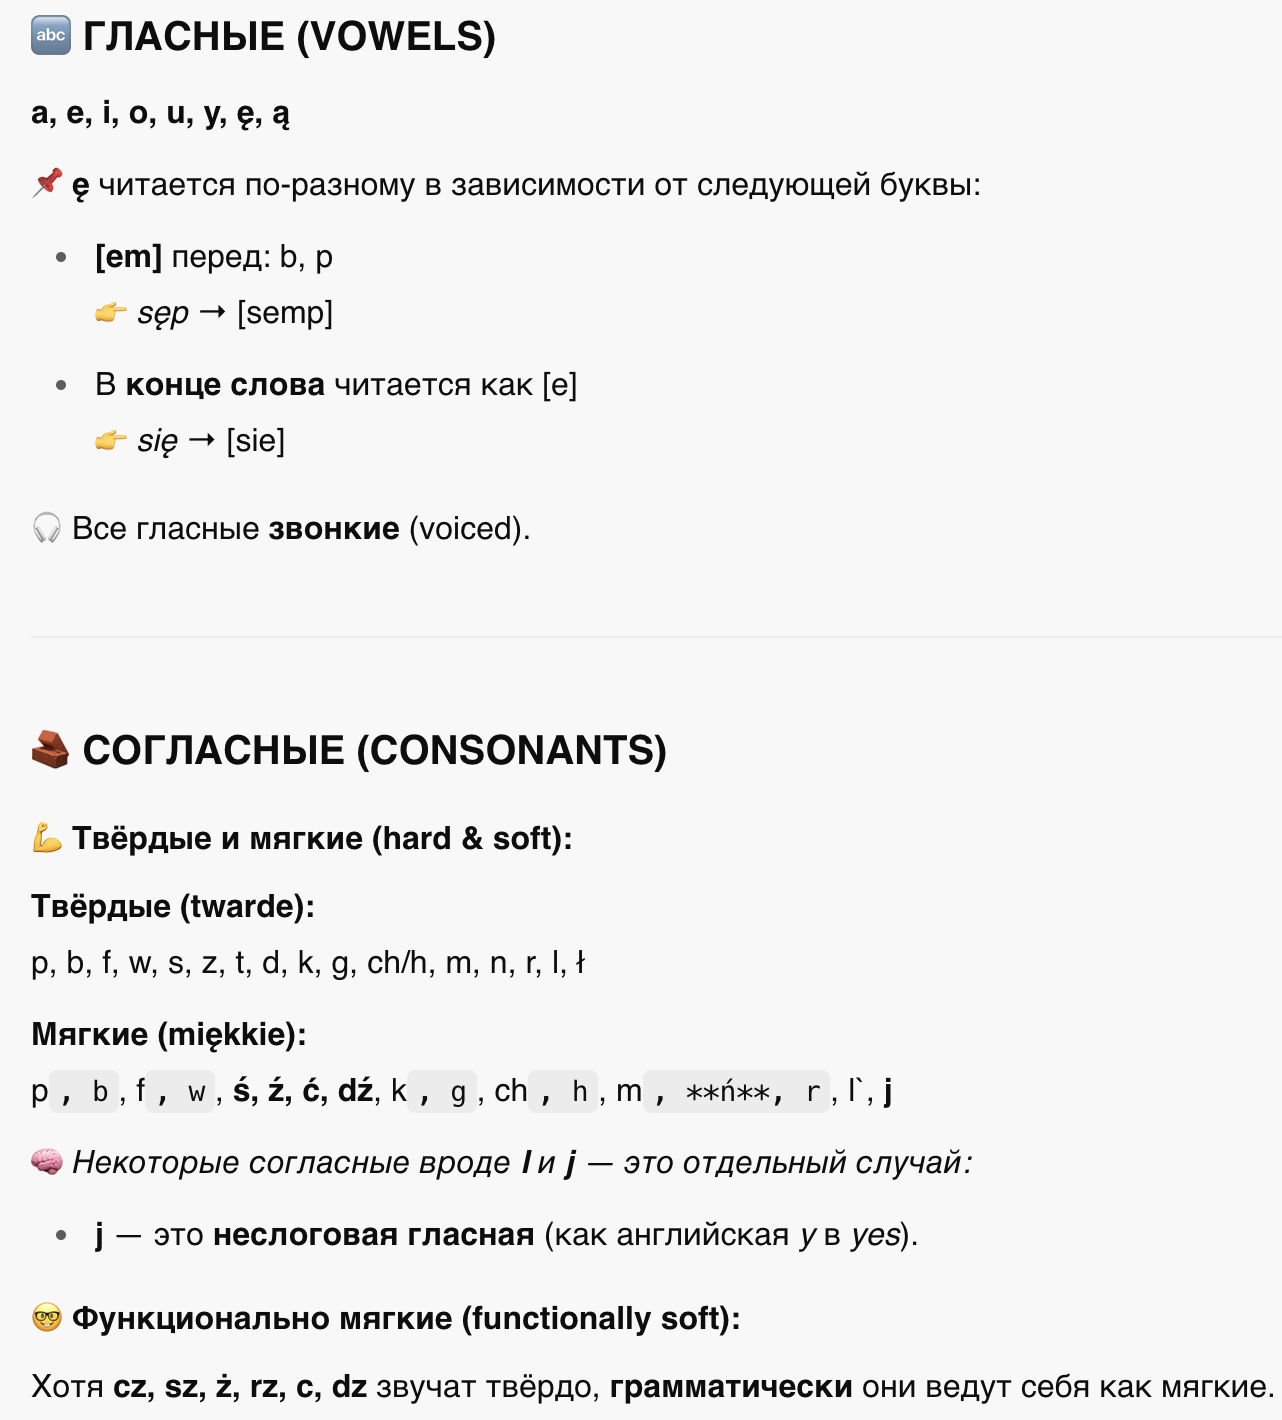 ГЛАСНЫЕ (VOWELS)
a, e, i, o, u, y, ę, ą
ę читается по-разному в зависимости от следующей буквы:
[em] перед: b, p
sęp → [semp]
В конце слова читается как [e]
się → [sie]
Все гласные звонкие (voiced).
СОГЛАСНЫЕ (CONSONANTS)
Твёрдые и мягкие (hard & soft):
Твёрдые (twarde):
p, b, f, w, s, z, t, d, k, g, ch/h, m, n, r, l, ł
Мягкие (miękkie):
p, b, f, w, ś, ź, ć, dź, k, g, ch, h, m, **ń**, r, l`, j
Некоторые согласные вроде l и j — это отдельный случай:
j — это неслоговая гласная (как английская y в yes).
Функционально мягкие (functionally soft):
Хотя cz, sz, ż, rz, c, dz звучат твёрдо, грамматически они ведут себя как мягкие.